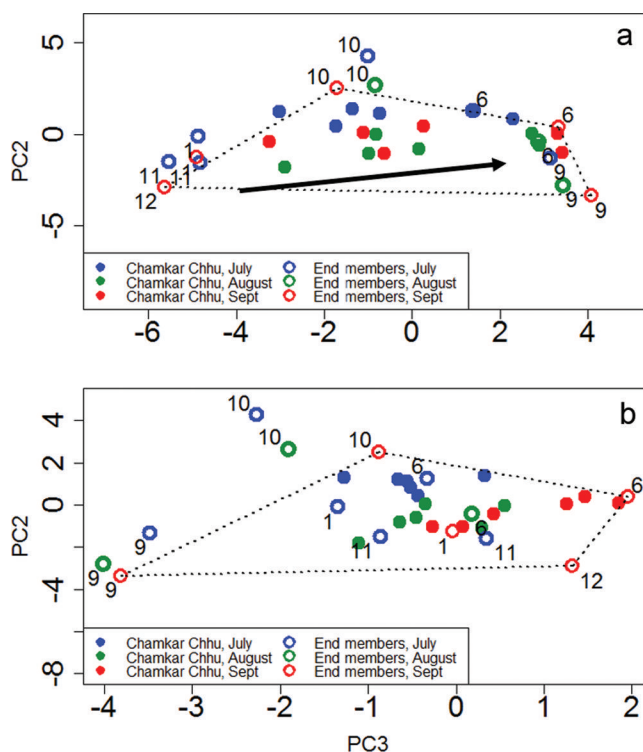 a
5
0
-5
PC2
10
10
10
6
6
1
11
11
12
6
9
9
9
Chamkar Chhu, July
Chamkar Chhu, August
Chamkar Chhu, Sept
End members, July
End members, August
End members, Sept
-6 -4 -2 0 2 4
b
4
2
0
-4
-8
PC2
10
10
10
6
6
1
9
11
1
6
11
9
9
12
Chamkar Chhu, July
Chamkar Chhu, August
Chamkar Chhu, Sept
End members, July
End members, August
End members, Sept
-4 -3 -2 -1 0 1 2
PC3